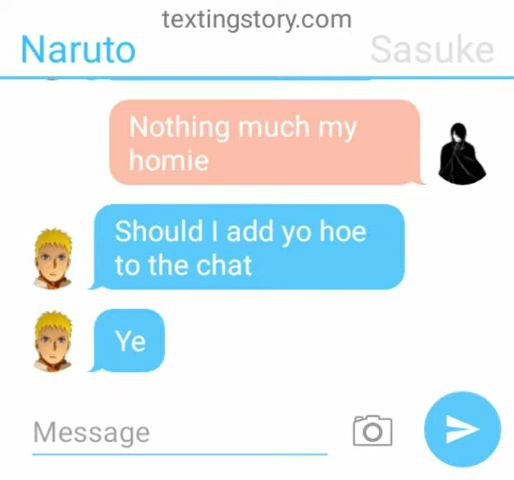 textingstory.com
Naruto
Sasuke
Nothing much my
homie
Should I add yo hoe
to the chat
Ye
Message